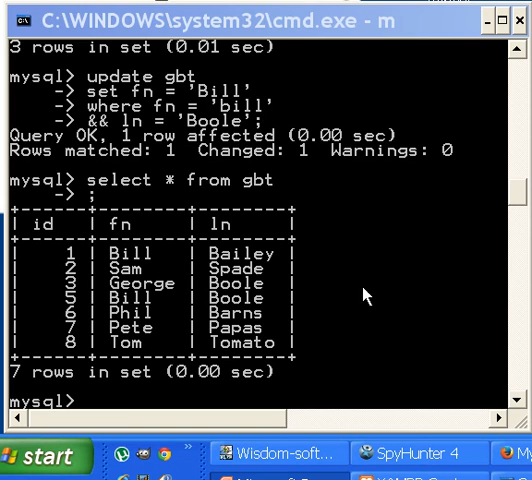 C:\WINDOWS\system32\cmd.exe - m
3 rows in set (0.01 sec)
mysql> update gbt
-> set fn = 'Bill'
-> where fn = 'bill'
-> && ln = 'Boole';
Query OK, 1 row affected (0.00 sec)
Rows matched: 1  Changed: 1  Warnings: 0
mysql> select * from gbt
-> ;
+----+--------+--------+
| id | fn | ln |
+----+--------+--------+
| 1 | Bill | Bailey |
| 2 | Sam | Spade |
| 3 | George | Boole |
| 5 | Bill | Boole |
| 6 | Phil | Barns |
| 7 | Pete | Papas |
| 8 | Tom | Tomato |
+----+--------+--------+
7 rows in set (0.00 sec)
mysql>
start
Wisdom-soft...
SpyHunter 4
My